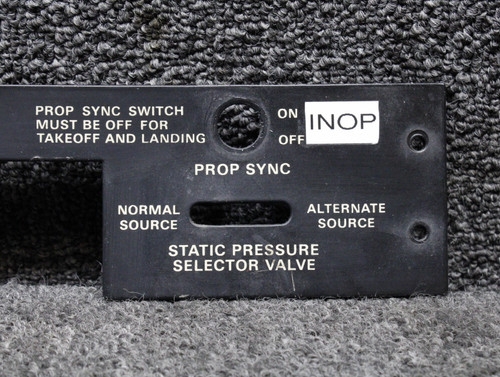 PROP SYNC SWITCH
MUST BE OFF FOR
TAKEOFF AND LANDING
ON
OFF
INOP
PROP SYNC
NORMAL
SOURCE
ALTERNATE
SOURCE
STATIC PRESSURE
SELECTOR VALVE